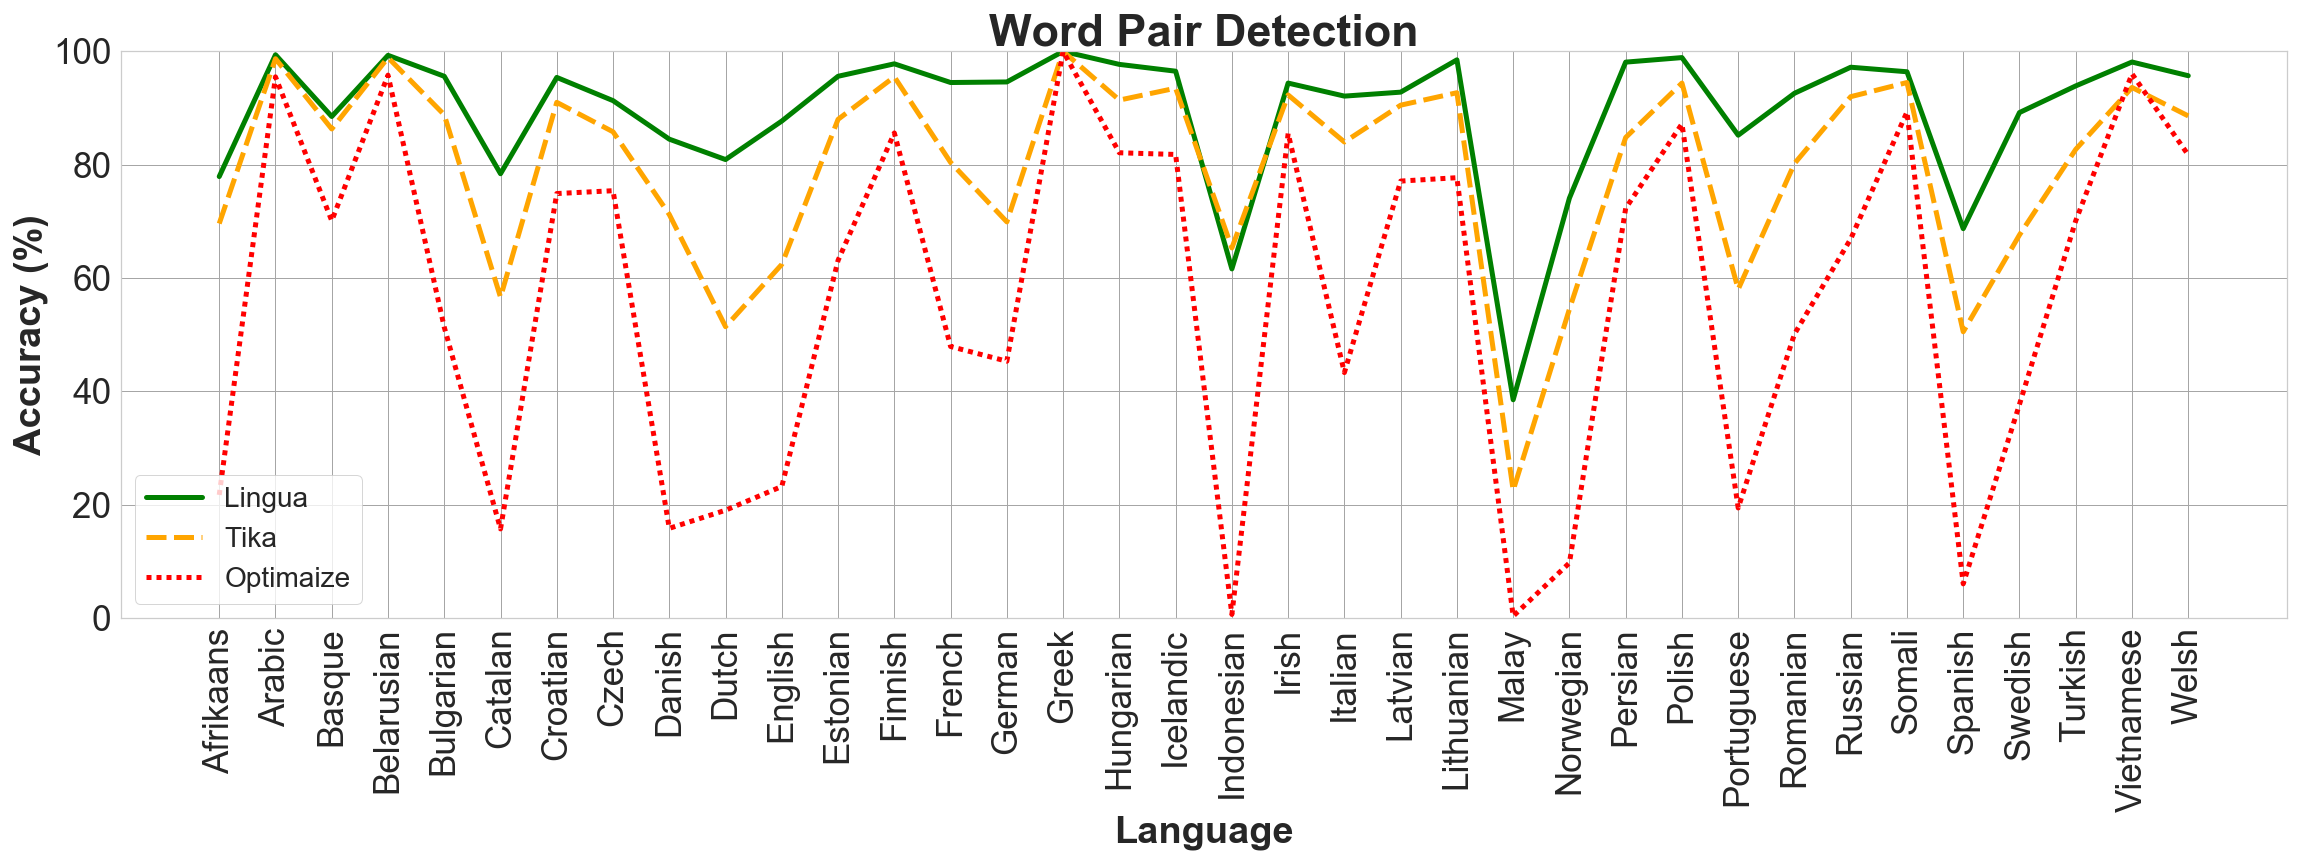 Word Pair Detection
100
80
60
40
20
0
Accuracy (%)
Lingua
Tika
Optimaize
Afrikaans
Arabic
Basque
Belarusian
Bulgarian
Catalan
Croatian
Czech
Danish
Dutch
English
Estonian
Finnish
French
German
Greek
Hungarian
Icelandic
Indonesian
Irish
Italian
Latvian
Lithuanian
Malay
Norwegian
Persian
Polish
Portuguese
Romanian
Russian
Somali
Spanish
Swedish
Turkish
Vietnamese
Welsh
Language